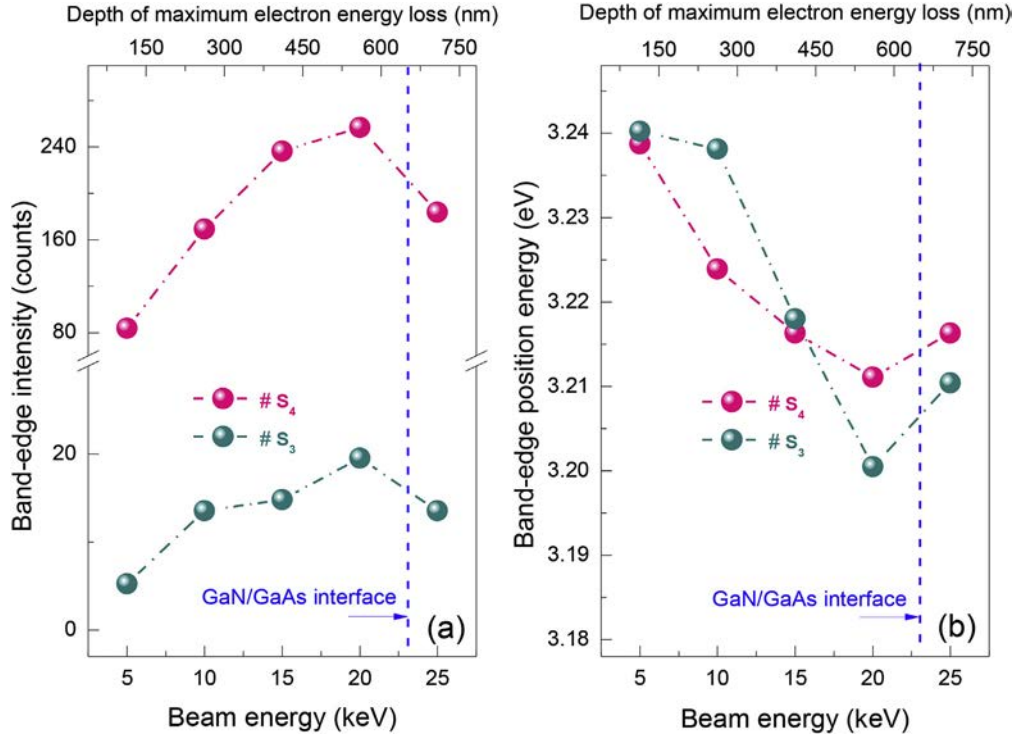 Depth of maximum electron energy loss (nm)
150 300 450 600 750
Band-edge intensity (counts)
240
160
80
20
0
# S4
# S3
GaN/GaAs interface
(a)
5 10 15 20 25
Beam energy (keV)
Depth of maximum electron energy loss (nm)
150 300 450 600 750
Band-edge position energy (eV)
3.24
3.23
3.22
3.21
3.20
3.19
3.18
# S4
# S3
GaN/GaAs interface
(b)
5 10 15 20 25
Beam energy (keV)